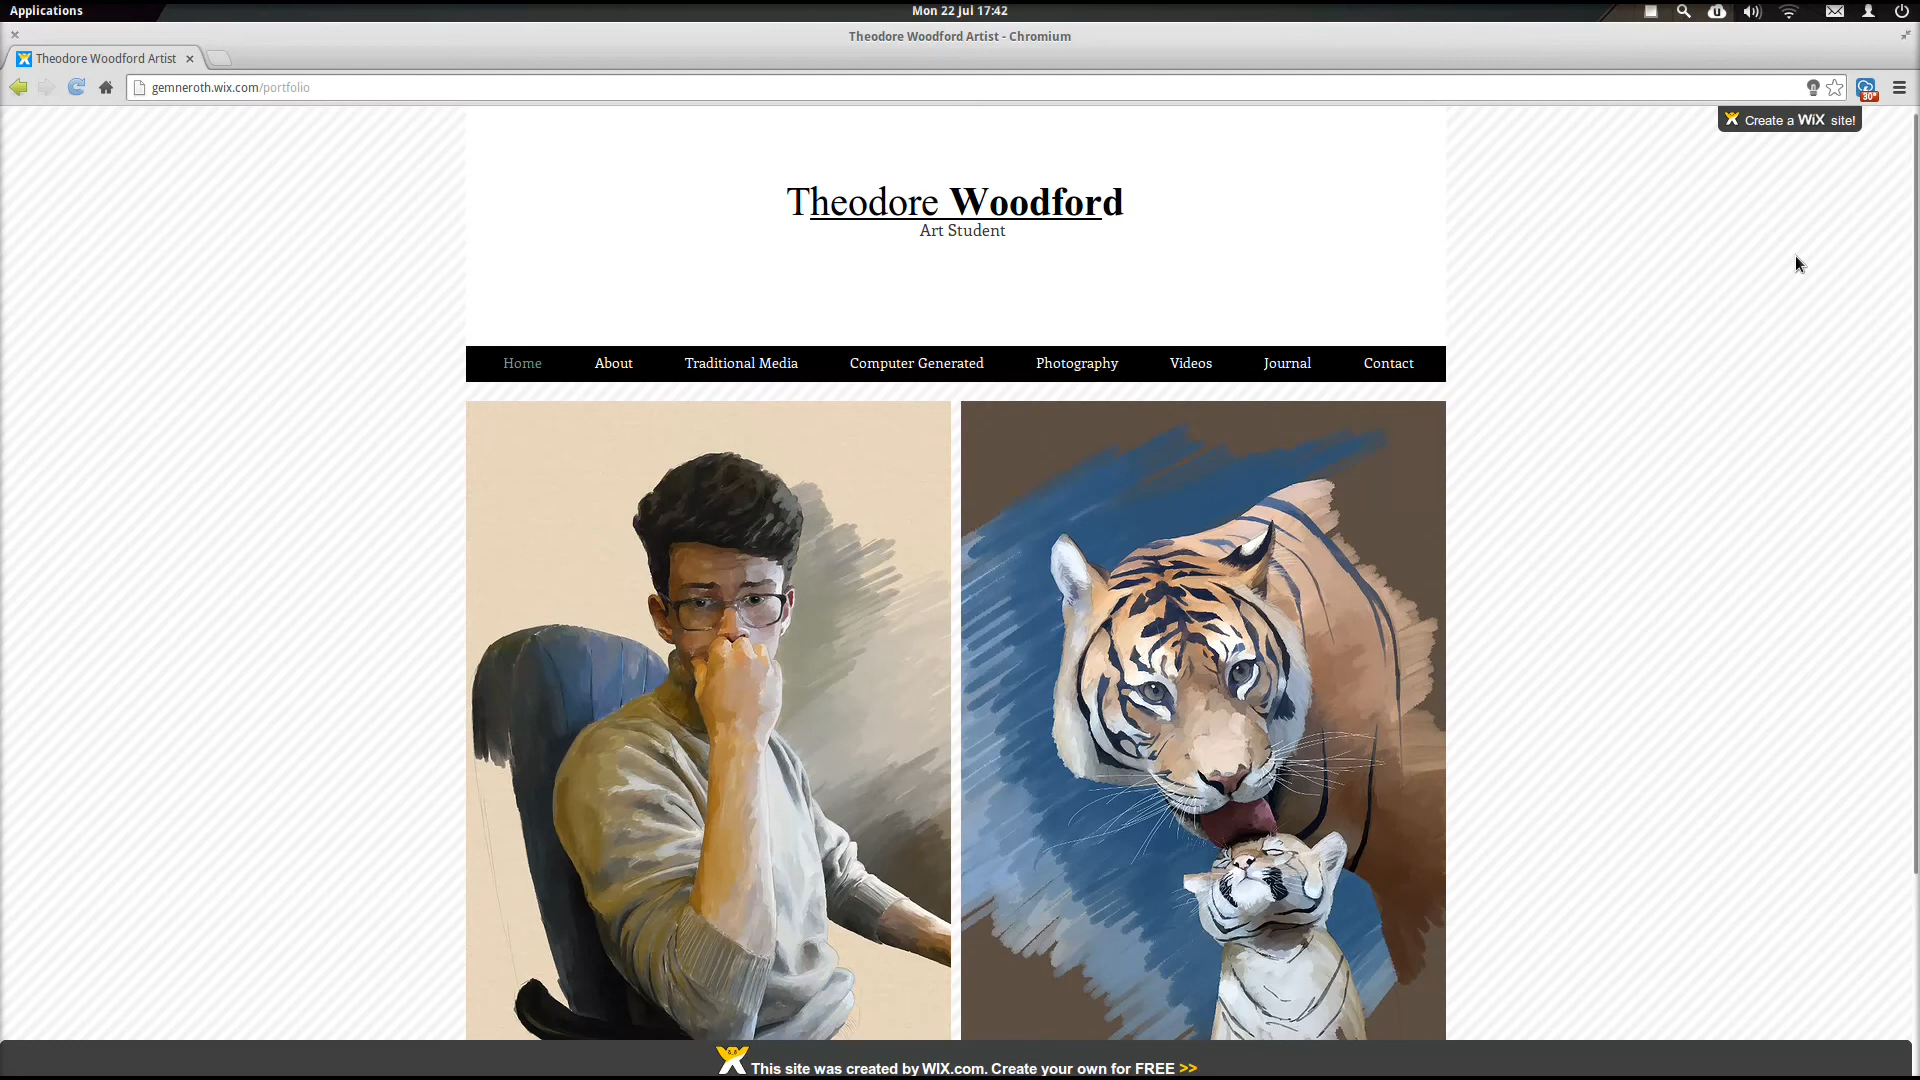 Applications
Mon 22 Jul 17:42
Theodore Woodford Artist - Chromium
Theodore Woodford Artist
gemneroth.wix.com/portfolio
30°
Create a WiX site!
Theodore Woodford
Art Student
Home About Traditional Media Computer Generated Photography Videos Journal Contact
This site was created by WIX.com. Create your own for FREE >>